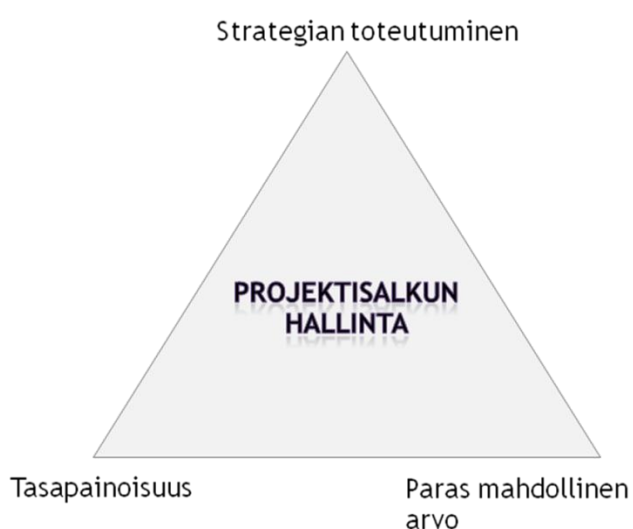 Strategian toteutuminen
PROJEKTISALKUN
HALLINTA
Tasapainoisuus
Paras mahdollinen
arvo